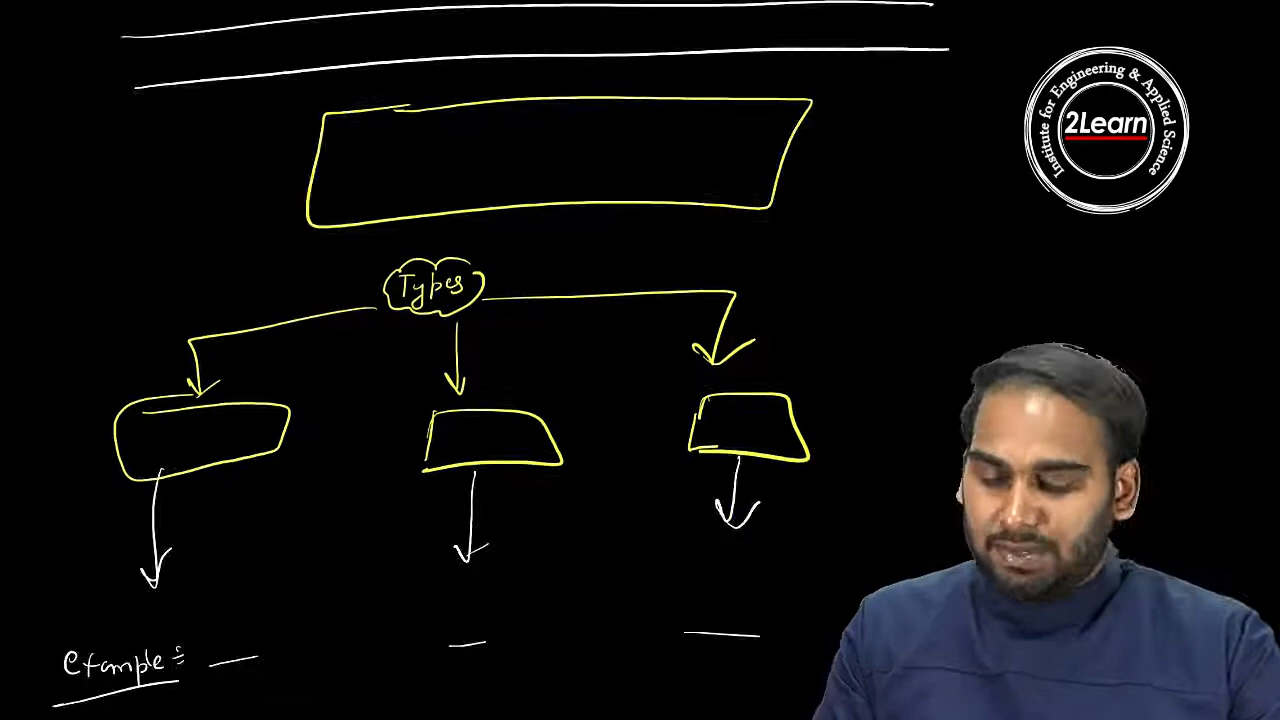 Institute for Engineering & Applied Science
2Learn
Types
Example :